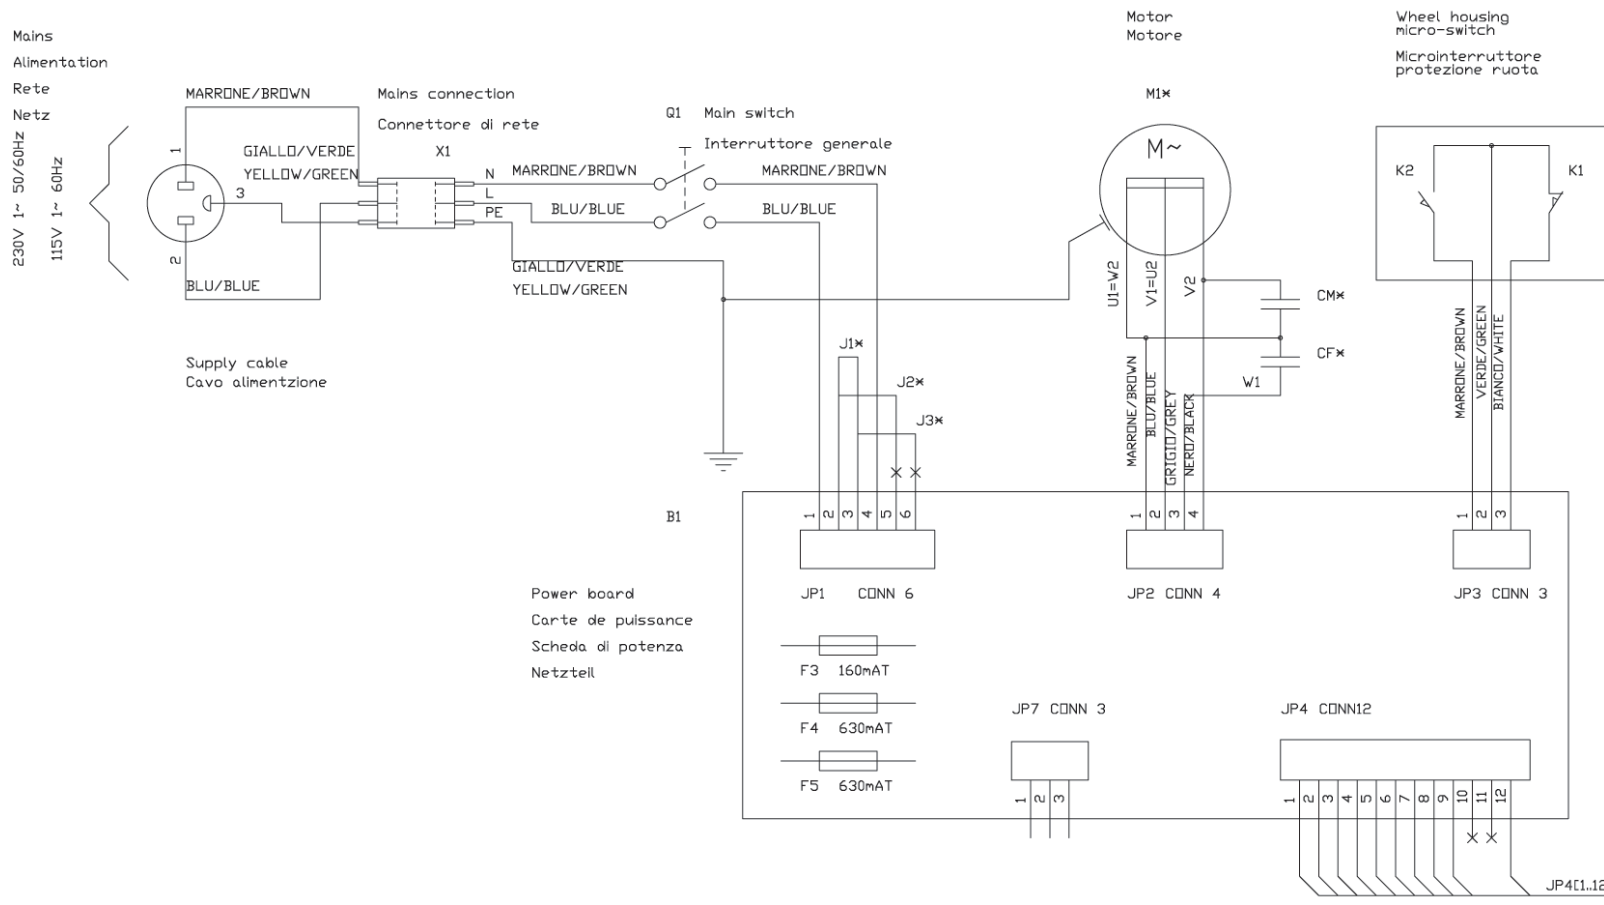 Mains
Alimentation
Rete
Netz
230V 1~ 50/60Hz
115V 1~ 60Hz
MARRONE/BROWN
1
GIALLO/VERDE
YELLOW/GREEN
3
2
BLU/BLUE
Supply cable
Cavo alimentzione
Mains connection
Connettore di rete
X1
N
L
PE
MARRONE/BROWN
BLU/BLUE
GIALLO/VERDE
YELLOW/GREEN
Q1 Main switch
Interruttore generale
MARRONE/BROWN
BLU/BLUE
Motor
Motore
M1*
M~
U1=W2
V1=U2
V2
CM*
CF*
W1
MARRONE/BROWN
BLU/BLUE
GRIGIO/GREY
NERO/BLACK
Wheel housing
micro-switch
Microinterruttore
protezione ruota
K2
K1
MARRONE/BROWN
VERDE/GREEN
BIANCO/WHITE
J1*
J2*
J3*
B1
1 2 3 4 5 6
JP1 CONN 6
1 2 3 4
JP2 CONN 4
1 2 3
JP3 CONN 3
Power board
Carte de puissance
Scheda di potenza
Netzteil
F3 160mAT
F4 630mAT
F5 630mAT
JP7 CONN 3
1 2 3
JP4 CONN12
1 2 3 4 5 6 7 8 9 10 11 12
JP4[1..12